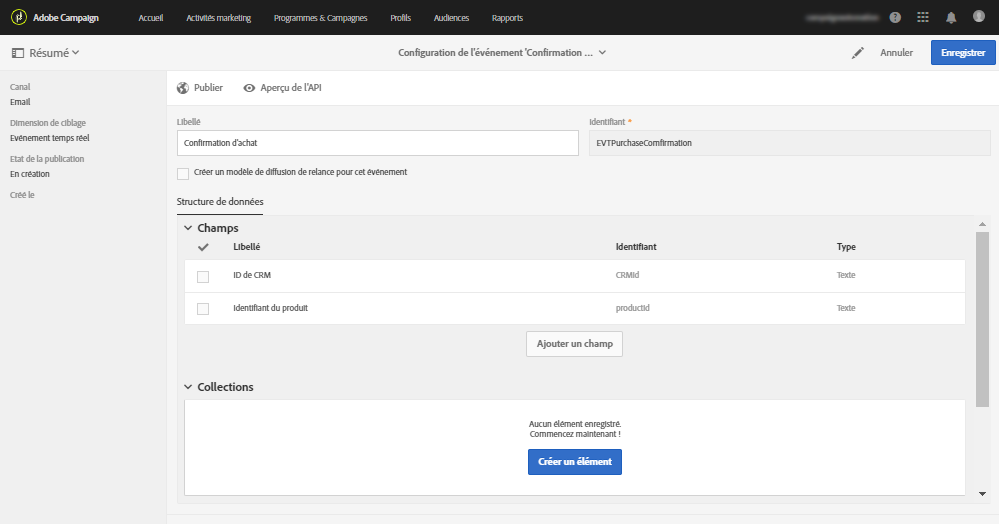 Adobe Campaign Accueil Activités marketing Programmes & Campagnes Profils Audiences Rapports
Résumé Configuration de l'événement 'Confirmation ... Annuler Enregistrer
Canal
Email
Dimension de ciblage
Evénement temps réel
Etat de la publication
En création
Créé le
Publier Aperçu de l'API
Libellé Identifiant *
Confirmation d'achat EVTPurchaseComfirmation
Créer un modèle de diffusion de relance pour cet événement
Structure de données
Champs
Libellé Identifiant Type
ID de CRM CRMId Texte
Identifiant du produit productId Texte
Ajouter un champ
Collections
Aucun élément enregistré.
Commencez maintenant !
Créer un élément